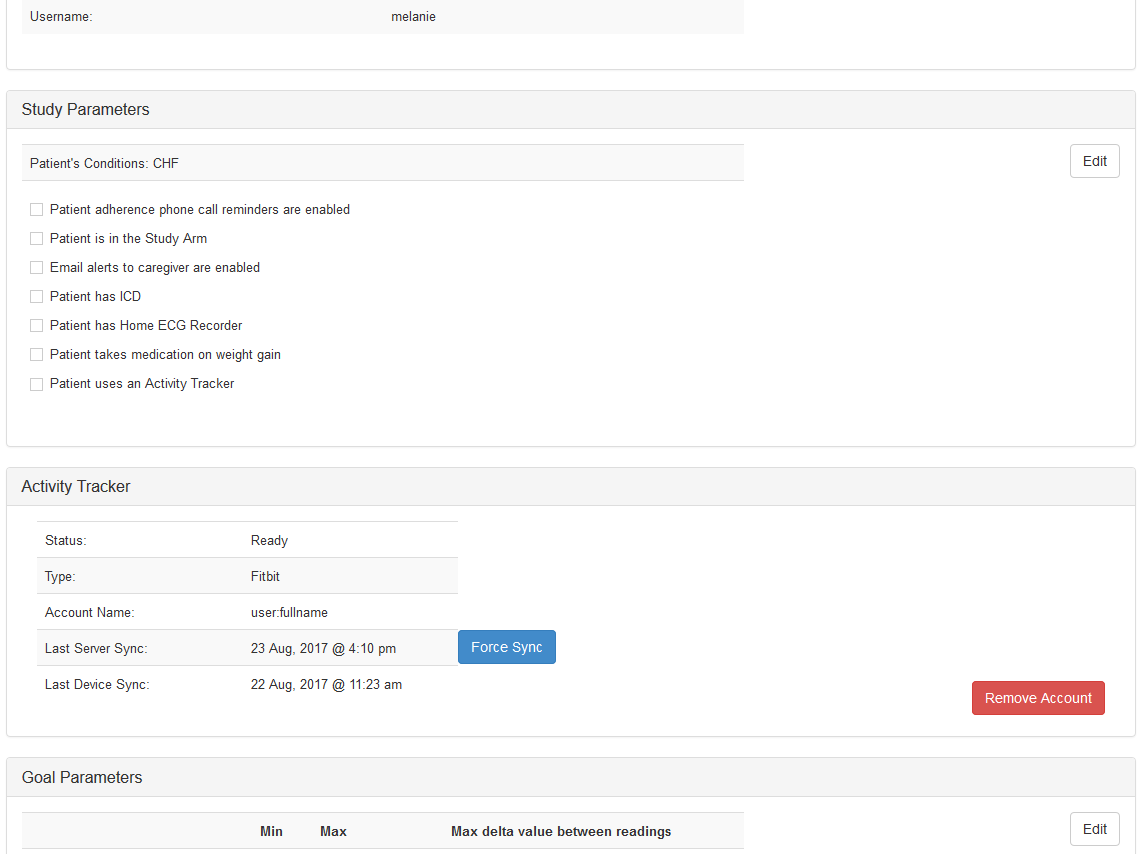 Username: melanie
Study Parameters
Patient's Conditions: CHF
Edit
Patient adherence phone call reminders are enabled
Patient is in the Study Arm
Email alerts to caregiver are enabled
Patient has ICD
Patient has Home ECG Recorder
Patient takes medication on weight gain
Patient uses an Activity Tracker
Activity Tracker
Status: Ready
Type: Fitbit
Account Name: user:fullname
Last Server Sync: 23 Aug, 2017 @ 4:10 pm Force Sync
Last Device Sync: 22 Aug, 2017 @ 11:23 am
Remove Account
Goal Parameters
Min Max Max delta value between readings Edit